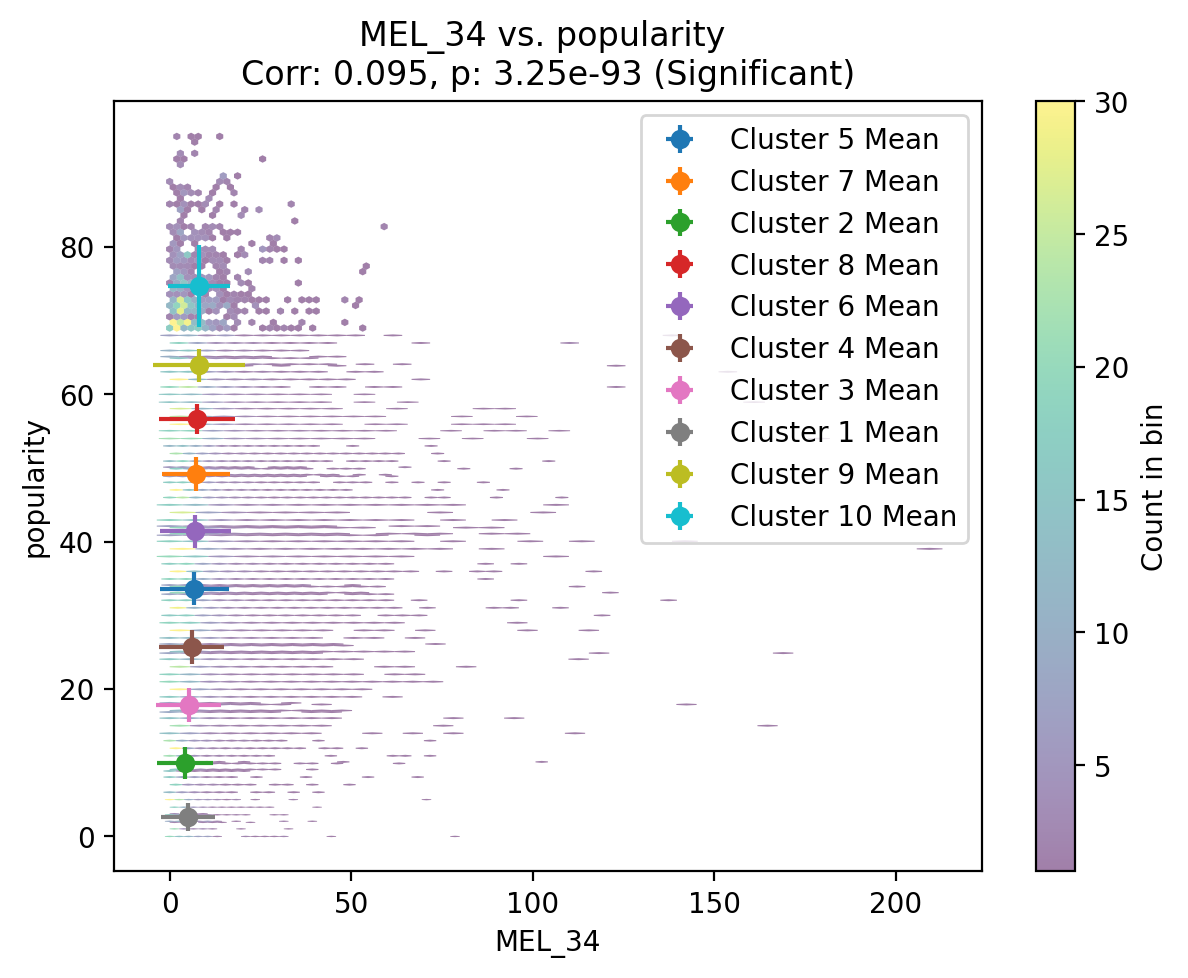 MEL_34 vs. popularity
Corr: 0.095, p: 3.25e-93 (Significant)
Cluster 5 Mean
Cluster 7 Mean
Cluster 2 Mean
Cluster 8 Mean
Cluster 6 Mean
Cluster 4 Mean
Cluster 3 Mean
Cluster 1 Mean
Cluster 9 Mean
Cluster 10 Mean
popularity
80
60
40
20
0
0
50
100
150
200
MEL_34
30
25
20
15
10
5
Count in bin